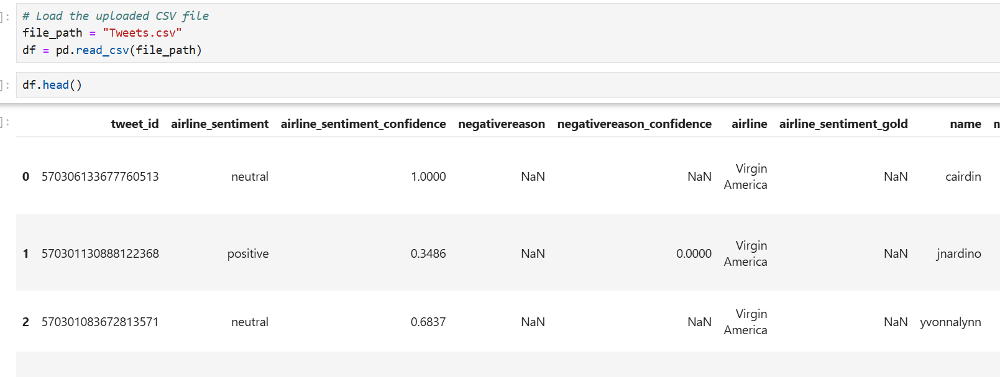 ]:
# Load the uploaded CSV file
file_path = "Tweets.csv"
df = pd.read_csv(file_path)
]:
df.head()
]:
tweet_id airline_sentiment airline_sentiment_confidence negativereason negativereason_confidence airline airline_sentiment_gold name n
0 570306133677760513 neutral 1.0000 NaN NaN Virgin America NaN cairdin
1 570301130888122368 positive 0.3486 NaN 0.0000 Virgin America NaN jnardino
2 570301083672813571 neutral 0.6837 NaN NaN Virgin America NaN yvonnalynn